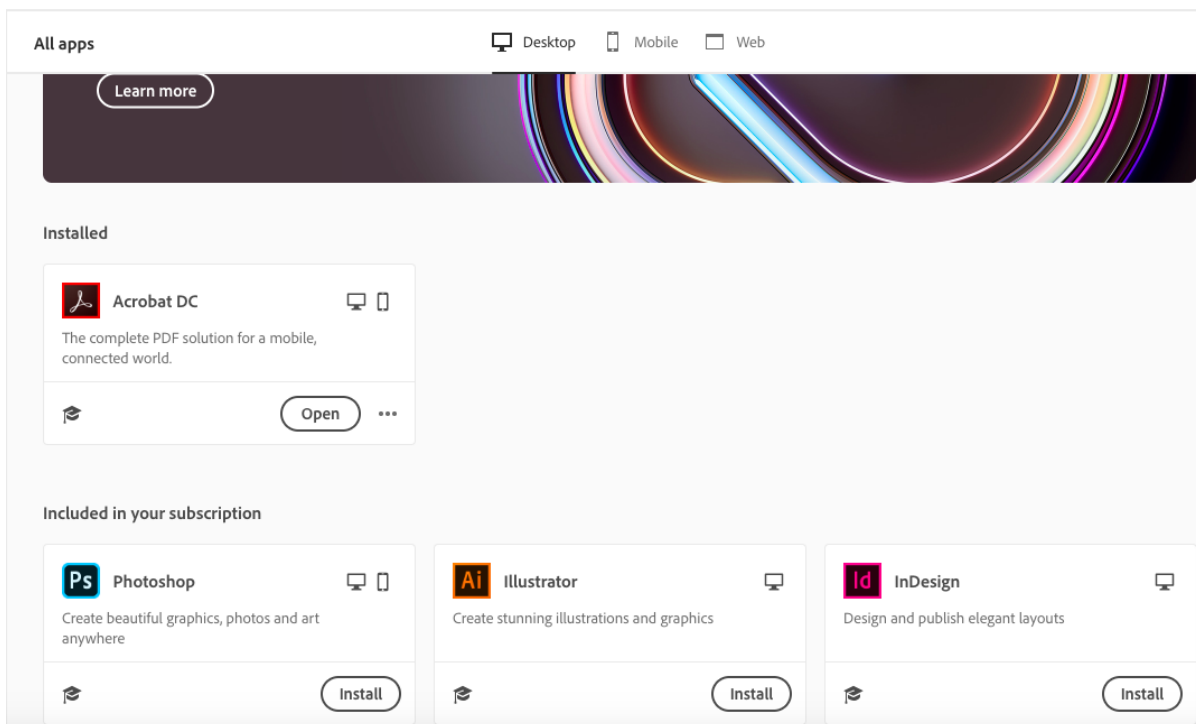 All apps
Desktop
Mobile
Web
Learn more
Installed
Acrobat DC
The complete PDF solution for a mobile,
connected world.
Open
Included in your subscription
Ps Photoshop
Create beautiful graphics, photos and art
anywhere
Install
Ai Illustrator
Create stunning illustrations and graphics
Install
Id InDesign
Design and publish elegant layouts
Install